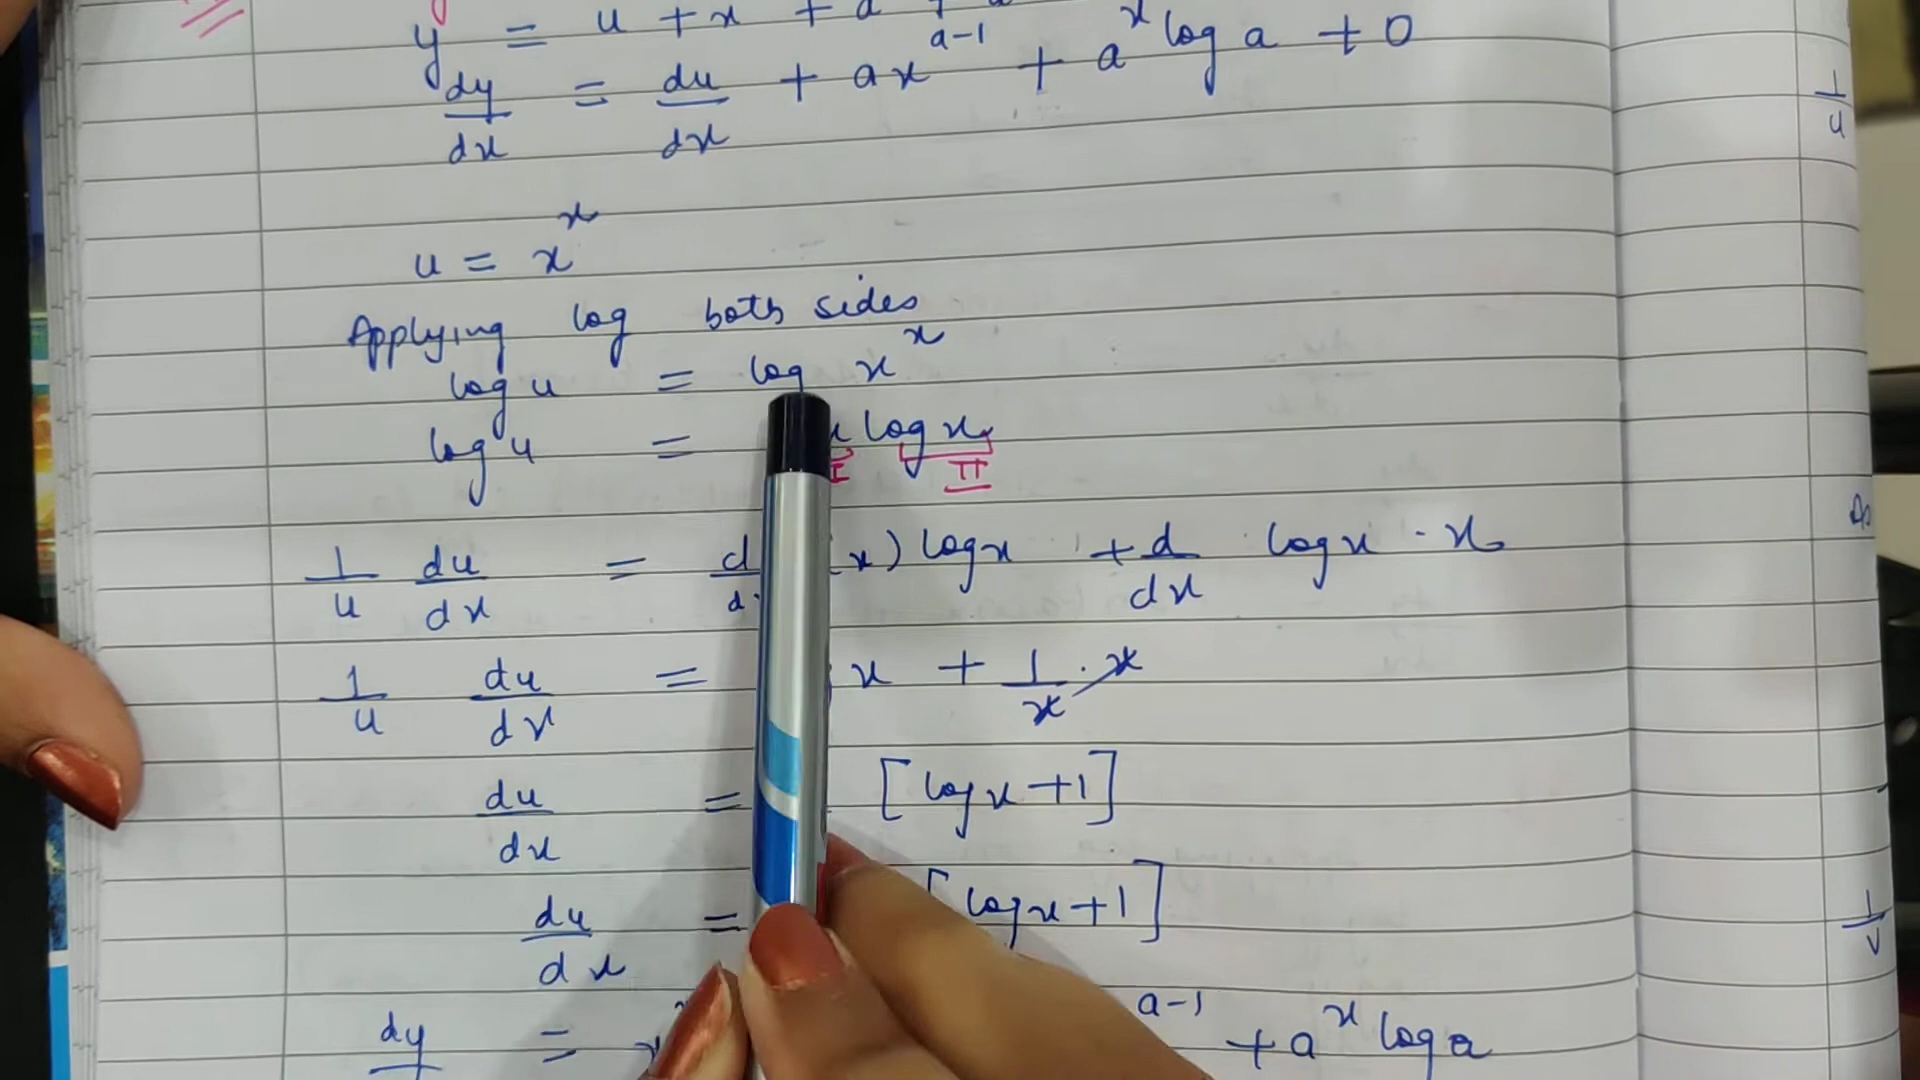 y = u + x + a
dy/dx = du/dx + ax^(a-1) + a^x log a + 0
u = x^x
Applying log both sides
log u = log x^x
log u = x log x
I II
1/u du/dx = d (x) log x + d/dx log x · x
1/u du/dx = x + 1/x · x
du/dx = [log x + 1]
du/dx = [log x + 1]
dy = x a-1 + a^x log a
1/u
1/v